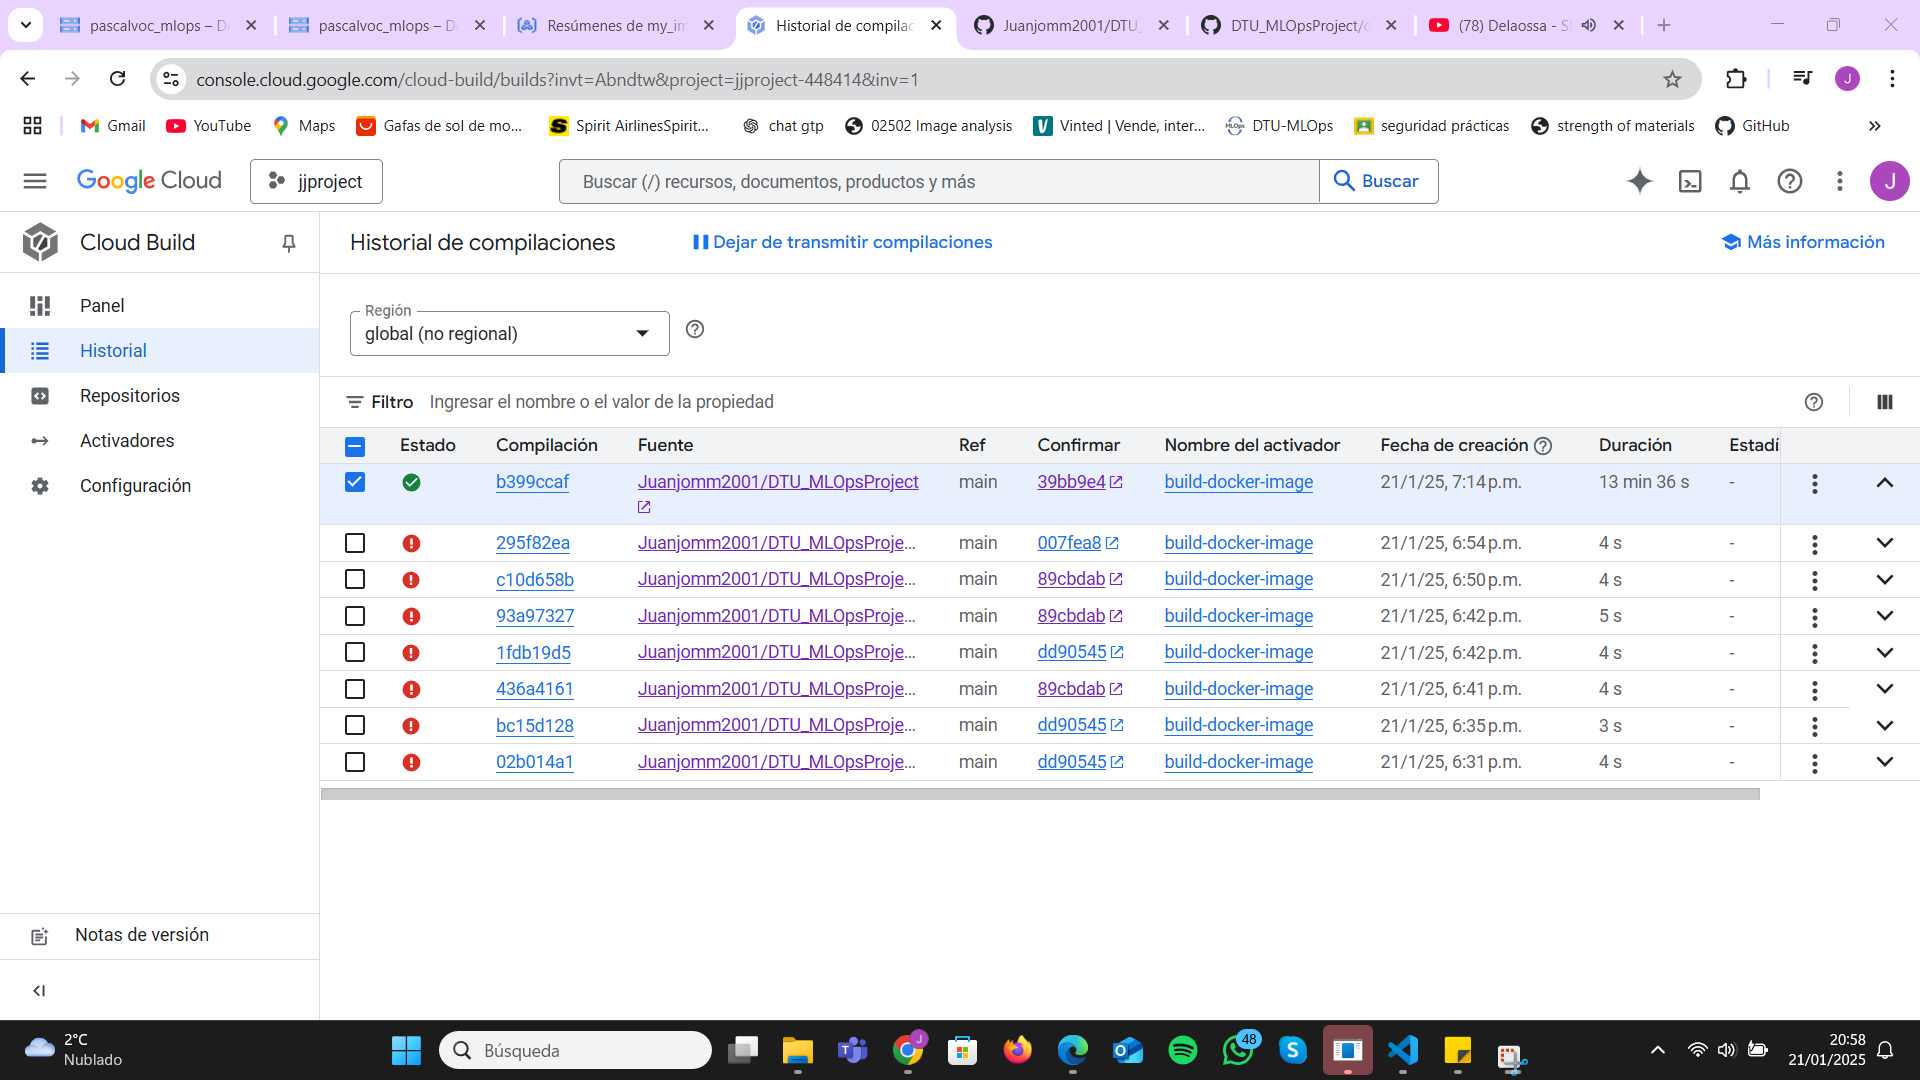 pascalvoc_mlops – De
pascalvoc_mlops – De
Resúmenes de my_im
Historial de compilac
Juanjomm2001/DTU_
DTU_MLOpsProject/c
(78) Delaossa - S
console.cloud.google.com/cloud-build/builds?invt=Abndtw&project=jjproject-448414&inv=1
J
Gmail
YouTube
Maps
Gafas de sol de mo...
Spirit AirlinesSpirit...
chat gtp
02502 Image analysis
Vinted | Vende, inter...
DTU-MLOps
seguridad prácticas
strength of materials
GitHub
Google Cloud
jjproject
Buscar (/) recursos, documentos, productos y más
Buscar
J
Cloud Build
Historial de compilaciones
Dejar de transmitir compilaciones
Más información
Panel
Historial
Repositorios
Activadores
Configuración
Región
global (no regional)
Filtro Ingresar el nombre o el valor de la propiedad
Estado Compilación Fuente Ref Confirmar Nombre del activador Fecha de creación Duración Estadí
b399ccaf Juanjomm2001/DTU_MLOpsProject main 39bb9e4 build-docker-image 21/1/25, 7:14 p.m. 13 min 36 s -
295f82ea Juanjomm2001/DTU_MLOpsProje... main 007fea8 build-docker-image 21/1/25, 6:54 p.m. 4 s -
c10d658b Juanjomm2001/DTU_MLOpsProje... main 89cbdab build-docker-image 21/1/25, 6:50 p.m. 4 s -
93a97327 Juanjomm2001/DTU_MLOpsProje... main 89cbdab build-docker-image 21/1/25, 6:42 p.m. 5 s -
1fdb19d5 Juanjomm2001/DTU_MLOpsProje... main dd90545 build-docker-image 21/1/25, 6:42 p.m. 4 s -
436a4161 Juanjomm2001/DTU_MLOpsProje... main 89cbdab build-docker-image 21/1/25, 6:41 p.m. 4 s -
bc15d128 Juanjomm2001/DTU_MLOpsProje... main dd90545 build-docker-image 21/1/25, 6:35 p.m. 3 s -
02b014a1 Juanjomm2001/DTU_MLOpsProje... main dd90545 build-docker-image 21/1/25, 6:31 p.m. 4 s -
Notas de versión
2°C
Nublado
Búsqueda
J
48
20:58
21/01/2025